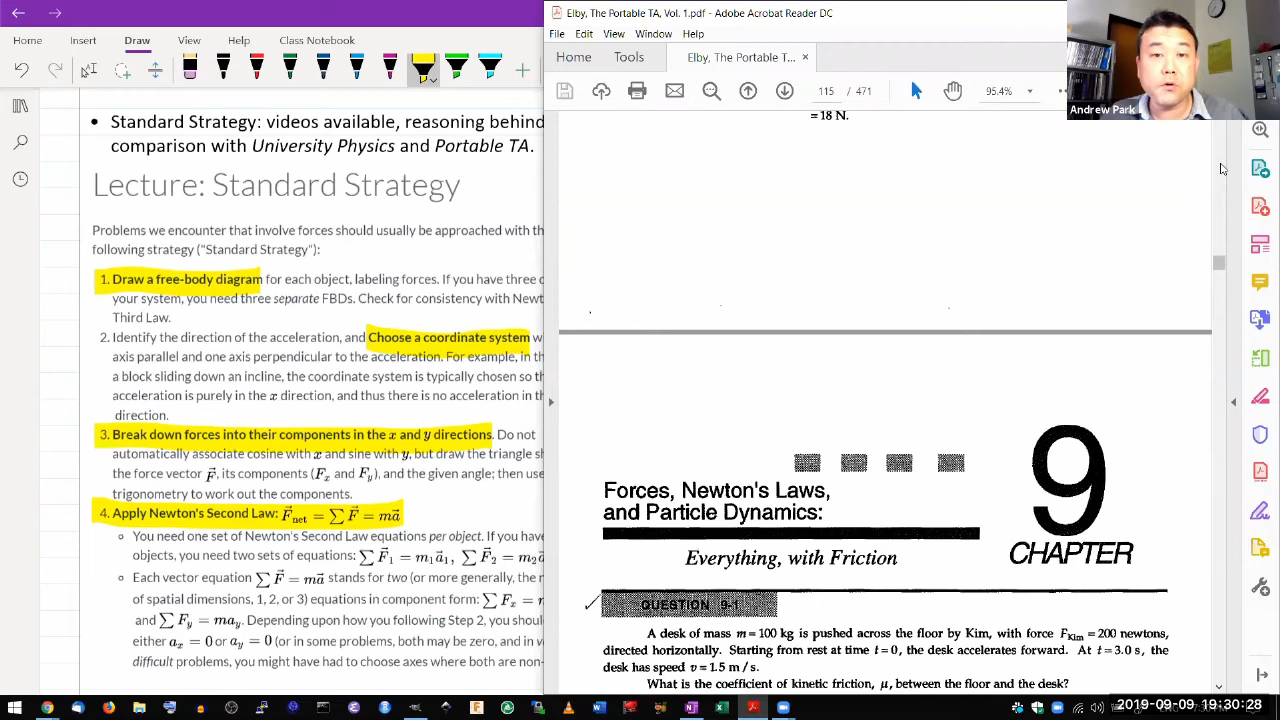 Elby, The Portable TA, Vol. 1.pdf - Adobe Acrobat Reader DC
File Edit View Window Help
Home Insert Draw View Help Class Notebook
Home Tools Elby, The Portable T... ×
115 / 471 95.4%
Andrew Park
= 18 N.
• Standard Strategy: videos available, reasoning behind
comparison with University Physics and Portable TA.
Lecture: Standard Strategy
Problems we encounter that involve forces should usually be approached with th
following strategy ("Standard Strategy"):
1. Draw a free-body diagram for each object, labeling forces. If you have three o
your system, you need three separate FBDs. Check for consistency with Newt
Third Law.
2. Identify the direction of the acceleration, and Choose a coordinate system w
axis parallel and one axis perpendicular to the acceleration. For example, in th
a block sliding down an incline, the coordinate system is typically chosen so th
acceleration is purely in the x direction, and thus there is no acceleration in th
direction.
3. Break down forces into their components in the x and y directions. Do not
automatically associate cosine with x and sine with y, but draw the triangle sh
the force vector F⃗, its components (Fx and Fy), and the given angle; then use
trigonometry to work out the components.
4. Apply Newton's Second Law: F⃗net = ∑ F⃗ = ma⃗
○ You need one set of Newton's Second Law equations per object. If you have
objects, you need two sets of equations: ∑ F⃗1 = m1a⃗1, ∑ F⃗2 = m2a
○ Each vector equation ∑ F⃗ = ma⃗ stands for two (or more generally, the n
of spatial dimensions, 1, 2, or 3) equations in component form: ∑ Fx = n
and ∑ Fy = may. Depending upon how you following Step 2, you shoul
either ax = 0 or ay = 0 (or in some problems, both may be zero, and in v
difficult problems, you might have had to choose axes where both are non-
Forces, Newton's Laws,
and Particle Dynamics:
Everything, with Friction
9
CHAPTER
QUESTION 9-1
A desk of mass m = 100 kg is pushed across the floor by Kim, with force FKim = 200 newtons,
directed horizontally. Starting from rest at time t = 0, the desk accelerates forward. At t = 3.0 s, the
desk has speed v = 1.5 m / s.
What is the coefficient of kinetic friction, μ, between the floor and the desk?
2019-09-09 19:30:28